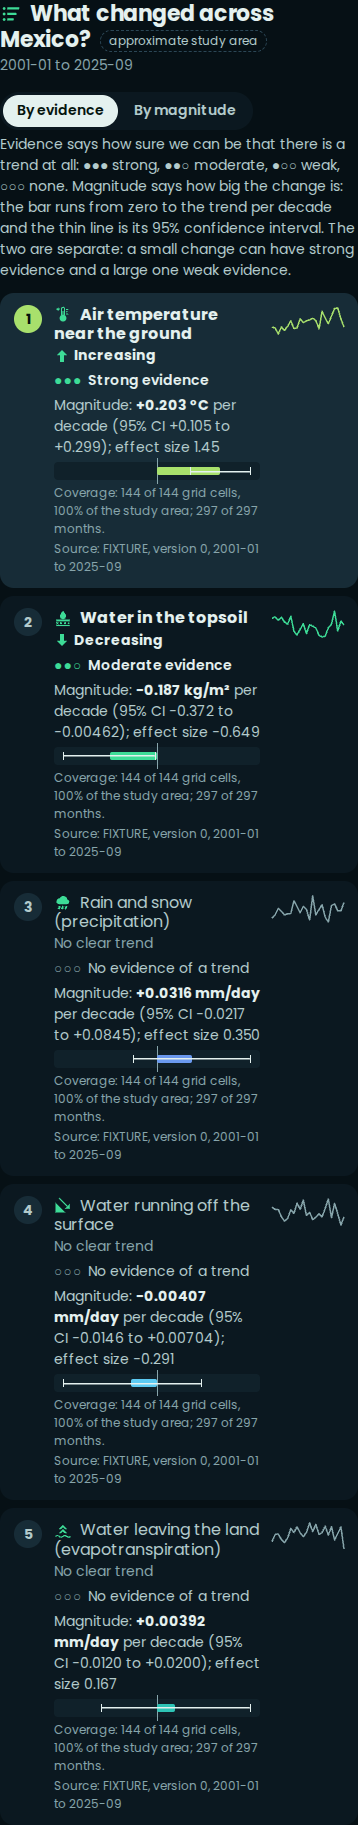 What changed across
Mexico? approximate study area
2001-01 to 2025-09
By evidence By magnitude
Evidence says how sure we can be that there is a
trend at all: ●●● strong, ●●○ moderate, ●○○ weak,
○○○ none. Magnitude says how big the change is:
the bar runs from zero to the trend per decade
and the thin line is its 95% confidence interval. The
two are separate: a small change can have strong
evidence and a large one weak evidence.
1 Air temperature
near the ground
Increasing
●●● Strong evidence
Magnitude: +0.203 °C per
decade (95% CI +0.105 to
+0.299); effect size 1.45
Coverage: 144 of 144 grid cells,
100% of the study area; 297 of 297
months.
Source: FIXTURE, version 0, 2001-01
to 2025-09
2 Water in the topsoil
Decreasing
●●○ Moderate evidence
Magnitude: −0.187 kg/m² per
decade (95% CI −0.372 to
−0.00462); effect size −0.649
Coverage: 144 of 144 grid cells,
100% of the study area; 297 of 297
months.
Source: FIXTURE, version 0, 2001-01
to 2025-09
3 Rain and snow
(precipitation)
No clear trend
○○○ No evidence of a trend
Magnitude: +0.0316 mm/day
per decade (95% CI −0.0217
to +0.0845); effect size 0.350
Coverage: 144 of 144 grid cells,
100% of the study area; 297 of 297
months.
Source: FIXTURE, version 0, 2001-01
to 2025-09
4 Water running off the
surface
No clear trend
○○○ No evidence of a trend
Magnitude: −0.00407
mm/day per decade (95%
CI −0.0146 to +0.00704);
effect size −0.291
Coverage: 144 of 144 grid cells,
100% of the study area; 297 of 297
months.
Source: FIXTURE, version 0, 2001-01
to 2025-09
5 Water leaving the land
(evapotranspiration)
No clear trend
○○○ No evidence of a trend
Magnitude: +0.00392
mm/day per decade (95%
CI −0.0120 to +0.0200); effect
size 0.167
Coverage: 144 of 144 grid cells,
100% of the study area; 297 of 297
months.
Source: FIXTURE, version 0, 2001-01
to 2025-09